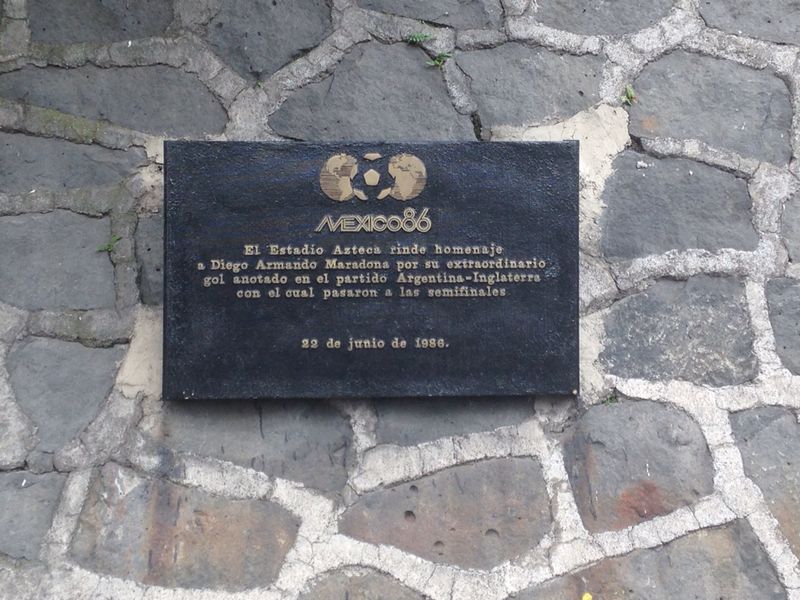 MEXICO86
El Estadio Azteca rinde homenaje
a Diego Armando Maradona por su extraordinario
gol anotado en el partido Argentina-Inglaterra
con el cual pasaron a las semifinales
22 de junio de 1986.